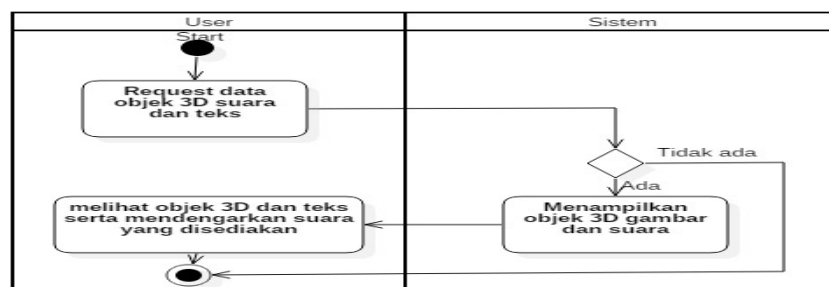 User
Sistem
Start
Request data
objek 3D suara
dan teks
Tidak ada
Ada
Menampilkan
objek 3D gambar
dan suara
melihat objek 3D dan teks
serta mendengarkan suara
yang disediakan